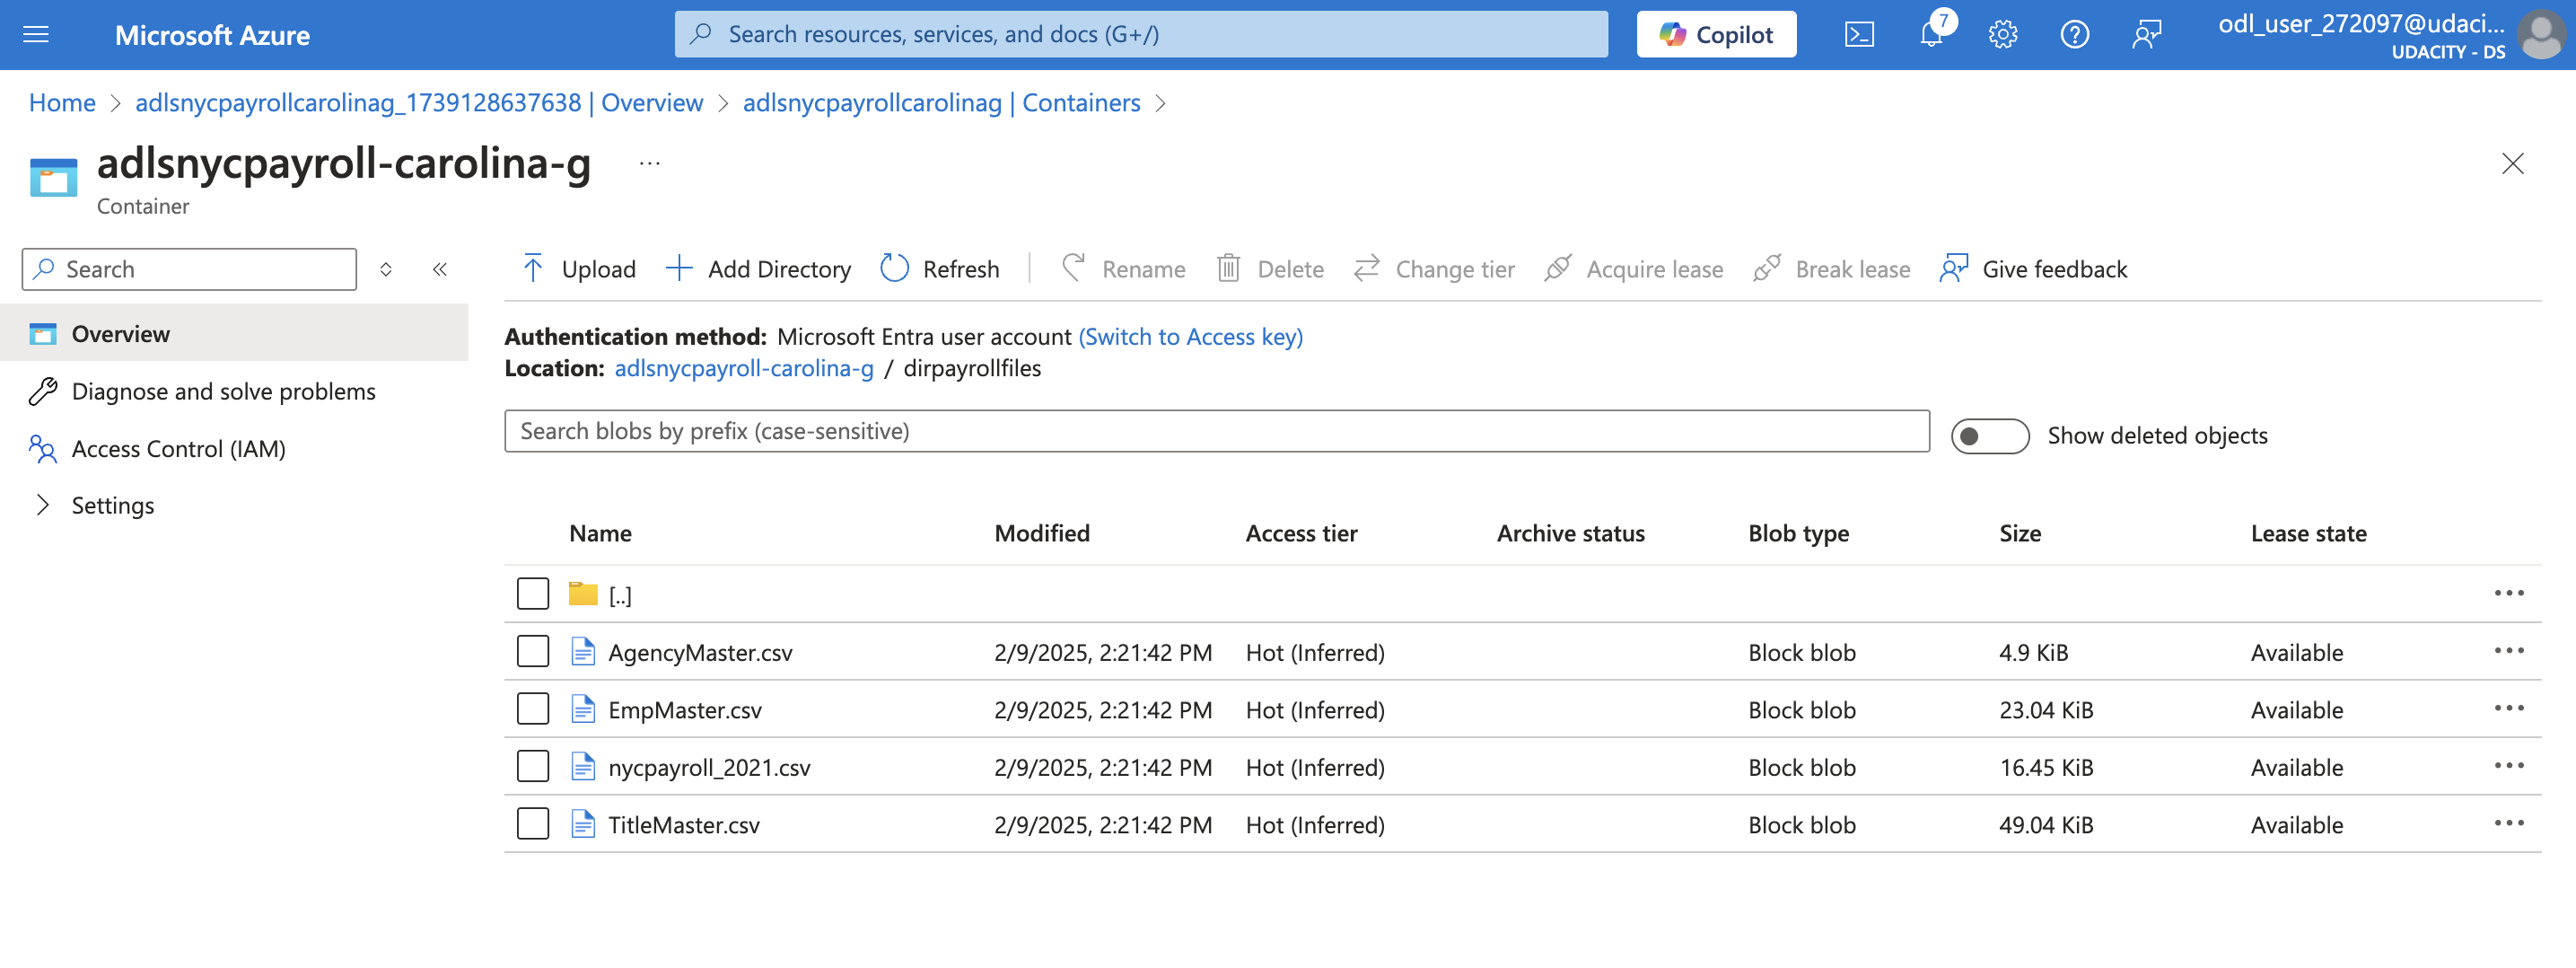 Microsoft Azure
Search resources, services, and docs (G+/)
Copilot
7
odl_user_272097@udaci...
UDACITY - DS
Home > adlsnycpayrollcarolinag_1739128637638 | Overview > adlsnycpayrollcarolinag | Containers >
adlsnycpayroll-carolina-g ...
Container
Search
Overview
Diagnose and solve problems
Access Control (IAM)
Settings
Upload Add Directory Refresh Rename Delete Change tier Acquire lease Break lease Give feedback
Authentication method: Microsoft Entra user account (Switch to Access key)
Location: adlsnycpayroll-carolina-g / dirpayrollfiles
Search blobs by prefix (case-sensitive)
Show deleted objects
Name Modified Access tier Archive status Blob type Size Lease state
[..]
AgencyMaster.csv 2/9/2025, 2:21:42 PM Hot (Inferred) Block blob 4.9 KiB Available
EmpMaster.csv 2/9/2025, 2:21:42 PM Hot (Inferred) Block blob 23.04 KiB Available
nycpayroll_2021.csv 2/9/2025, 2:21:42 PM Hot (Inferred) Block blob 16.45 KiB Available
TitleMaster.csv 2/9/2025, 2:21:42 PM Hot (Inferred) Block blob 49.04 KiB Available